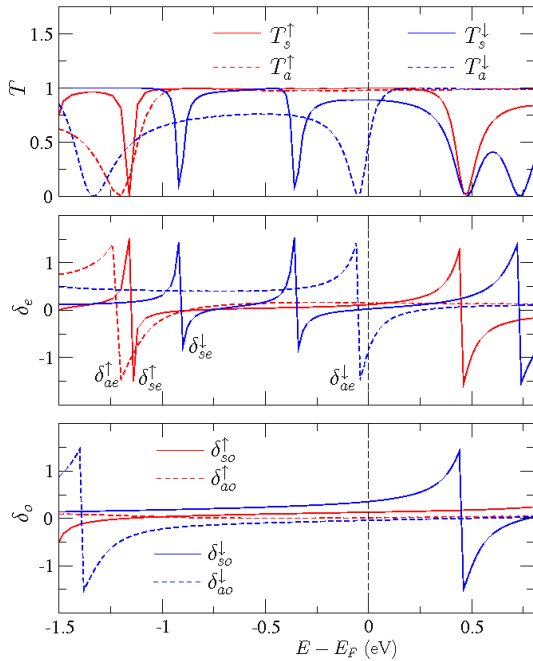 T_s^↑ T_s^↓
T_a^↑ T_a^↓
1.5
1
0.5
0
T
1
0
-1
δ_e
δ_se^↓
δ_ae^↑ δ_se^↑ δ_ae^↓
1
0
-1
δ_o
δ_so^↑
δ_ao^↑
δ_so^↓
δ_ao^↓
-1.5 -1 -0.5 0 0.5
E − E_F (eV)